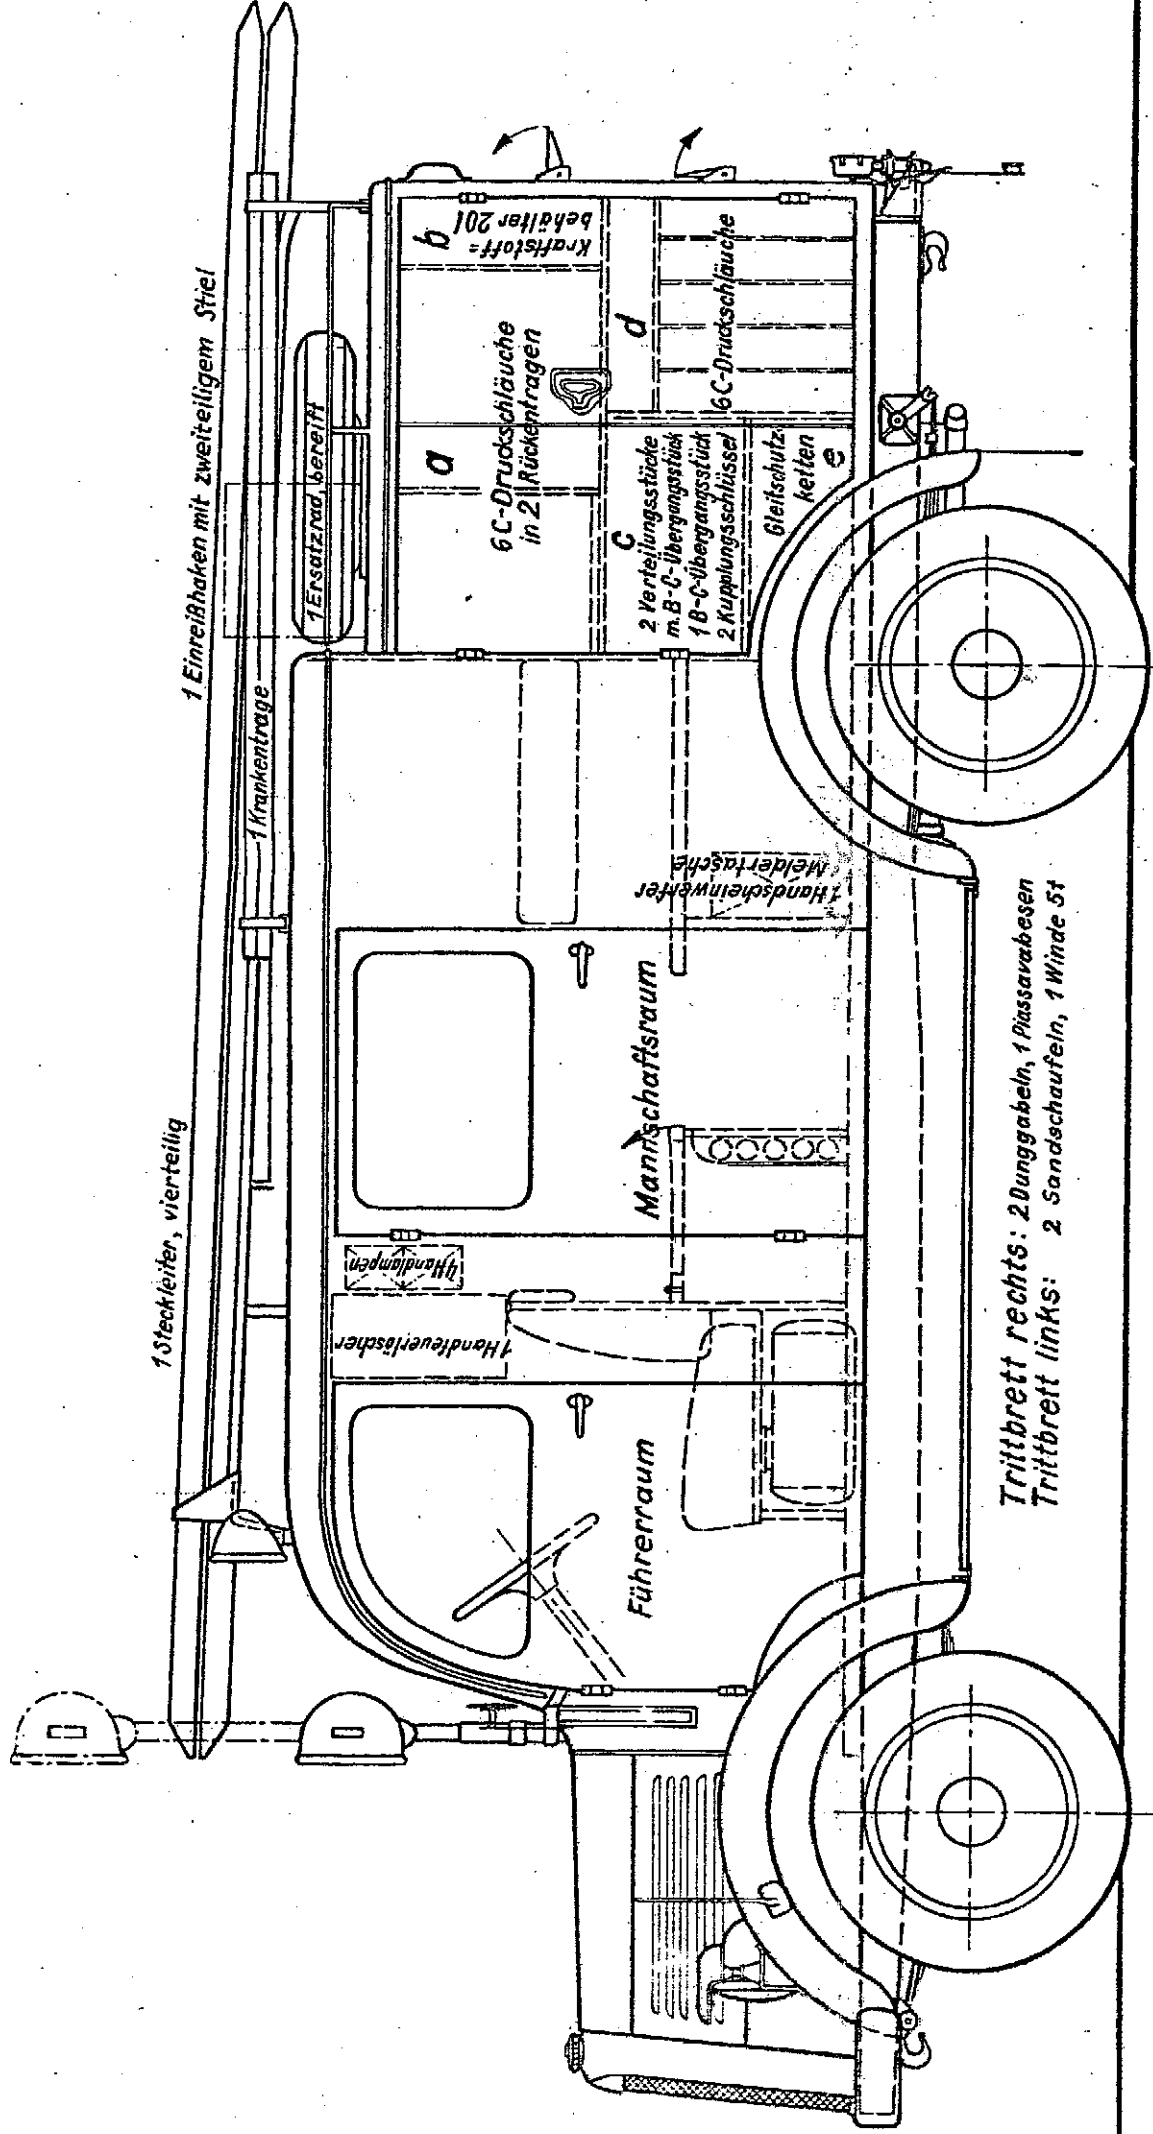 1 Steckleiter, vierteilig
1 Einreißhaken mit zweiteiligem Stiel
1 Krankentrage
1 Ersatzrad, bereift
a
b
Kraftstoff=
behälter 20l
6 C-Druckschläuche
in 2 Rückentragen
c
2 Verteilungsstücke
m. B-C-Übergangsstück
1 B-C-Übergangsstück
2 Kupplungsschlüssel
d
6 C-Druckschläuche
Gleitschutz
ketten
e
4 Handlampen
1 Handfeuerlöscher
Führerraum
Mannschaftsraum
1 Handscheinwerfer
Meldertasche
Trittbrett rechts: 2 Dunggabeln, 1 Piassavabesen
Trittbrett links: 2 Sandschaufeln, 1 Winde 5t